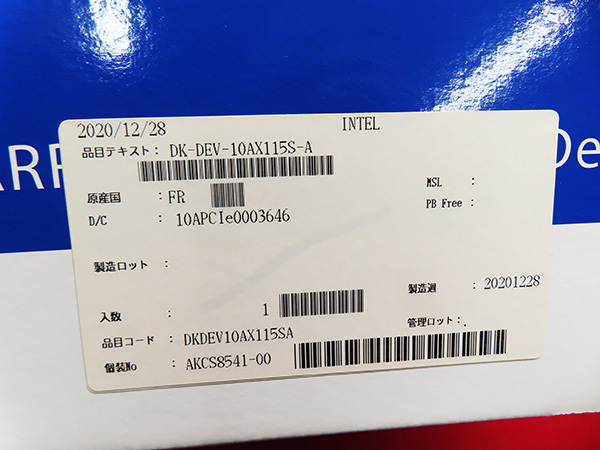 2020/12/28 INTEL
品目テキスト: DK-DEV-10AX115S-A
原産国 : FR
MSL :
D/C : 10APCIe0003646
PB Free :
製造ロット :
製造週 : 20201228
入数 : 1
管理ロット: .
品目コード : DKDEV10AX115SA
個装No : AKCS8541-00
ARR
De